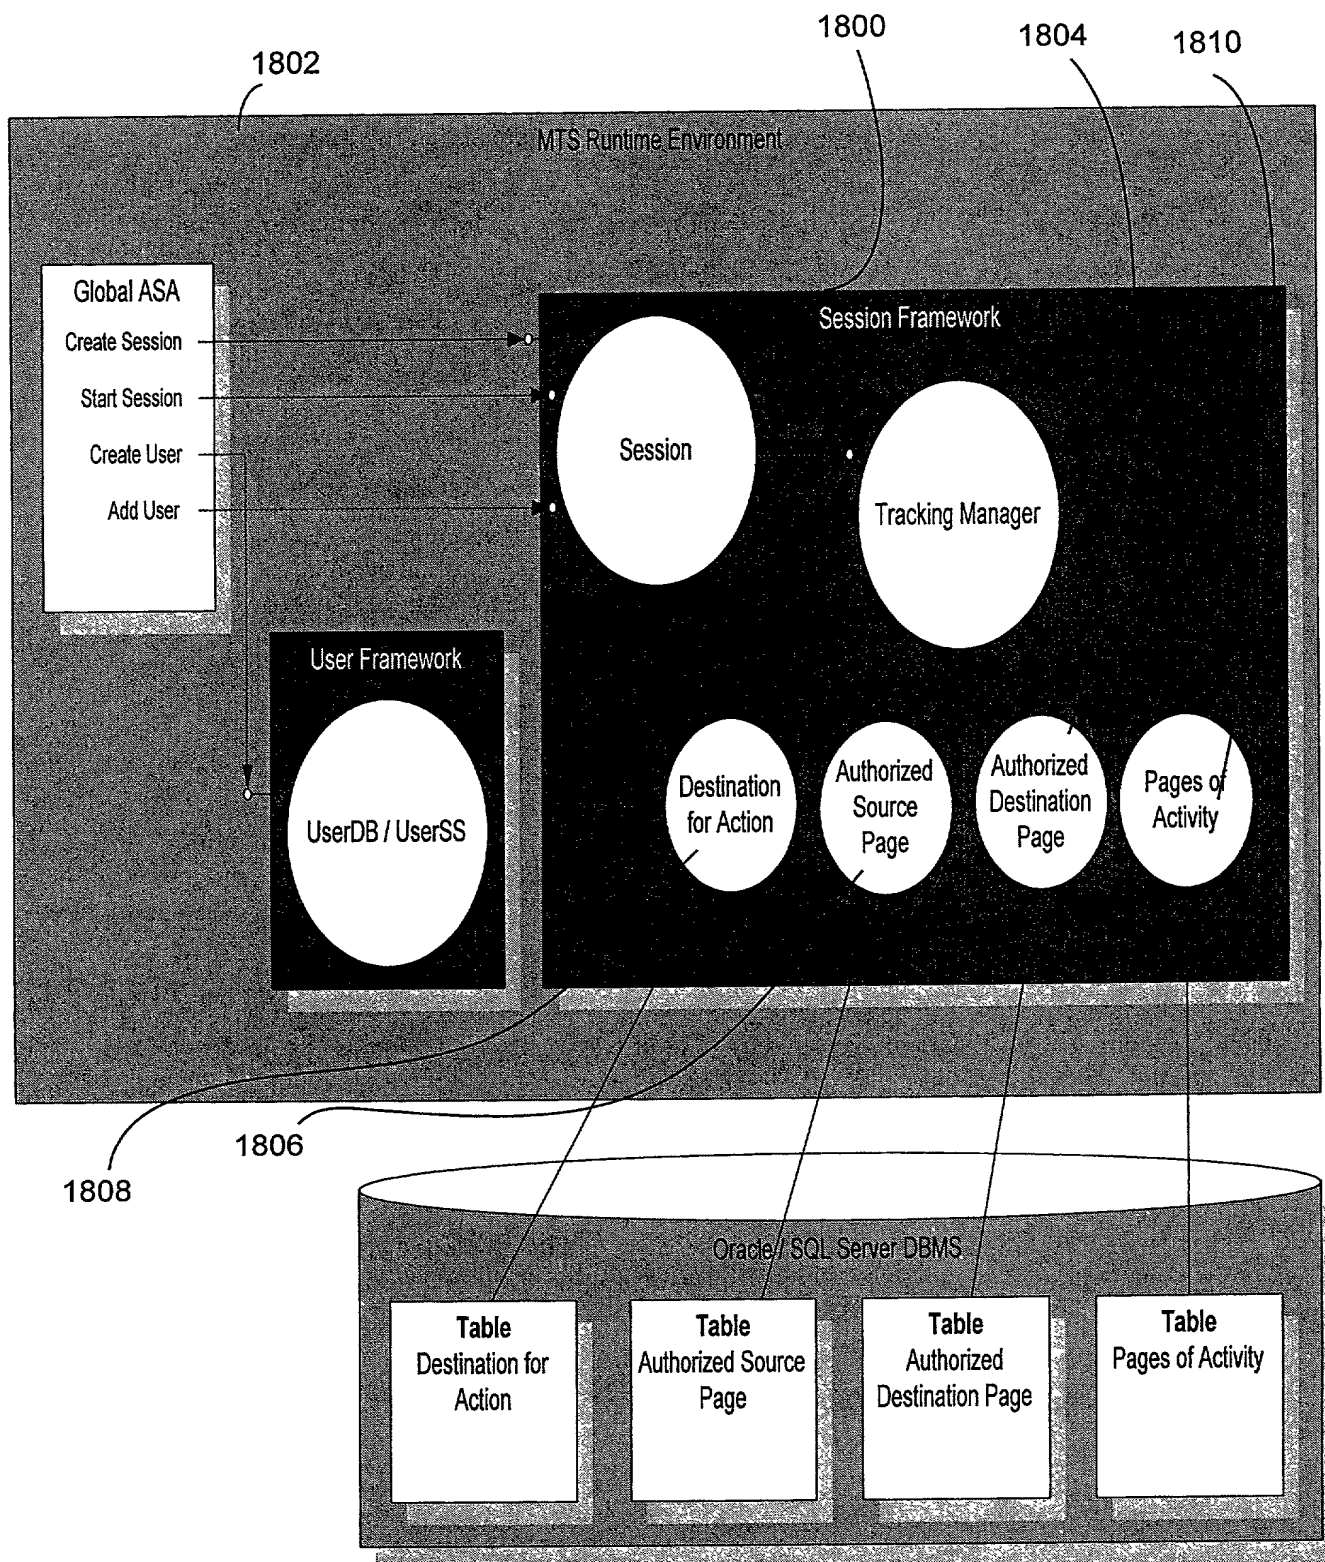 1800
1804
1810
1802
MTS Runtime Environment
Global ASA
Create Session
Start Session
Create User
Add User
Session Framework
Session
Tracking Manager
User Framework
UserDB / UserSS
Destination
for Action
Authorized
Source
Page
Authorized
Destination
Page
Pages of
Activity
1806
1808
Oracle / SQL Server DBMS
Table
Destination for
Action
Table
Authorized Source
Page
Table
Authorized
Destination Page
Table
Pages of Activity